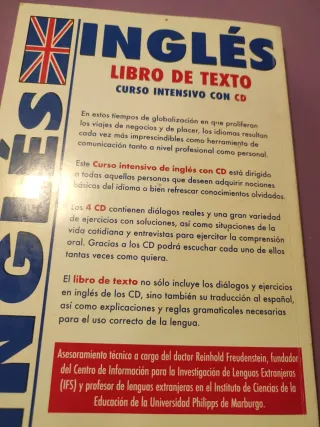 INGLÉS
LIBRO DE TEXTO
CURSO INTENSIVO CON CD
En estos tiempos de globalización en que proliferan
los viajes de negocios y de placer, los idiomas resultan
cada vez más imprescindibles como herramienta de
comunicación tanto a nivel profesional como personal.
Este Curso intensivo de inglés con CD está dirigido
a todas aquellas personas que deseen adquirir nociones
básicas del idioma o bien refrescar conocimientos olvidados.
Los 4 CD contienen diálogos reales y una gran variedad
de ejercicios con soluciones, así como situaciones de la
vida cotidiana y entrevistas para ejercitar la comprensión
oral. Gracias a los CD podrá escuchar cada uno de ellos
tantas veces como quiera.
El libro de texto no sólo incluye los diálogos y ejercicios
en inglés de los CD, sino también su traducción al español,
así como explicaciones y reglas gramaticales necesarias
para el uso correcto de la lengua.
Asesoramiento técnico a cargo del doctor Reinhold Freudenstein, fundador
del Centro de Información para la Investigación de Lenguas Extranjeras
(IFS) y profesor de lenguas extranjeras en el Instituto de Ciencias de la
Educación de la Universidad Philipps de Marburgo.
INGLÉS